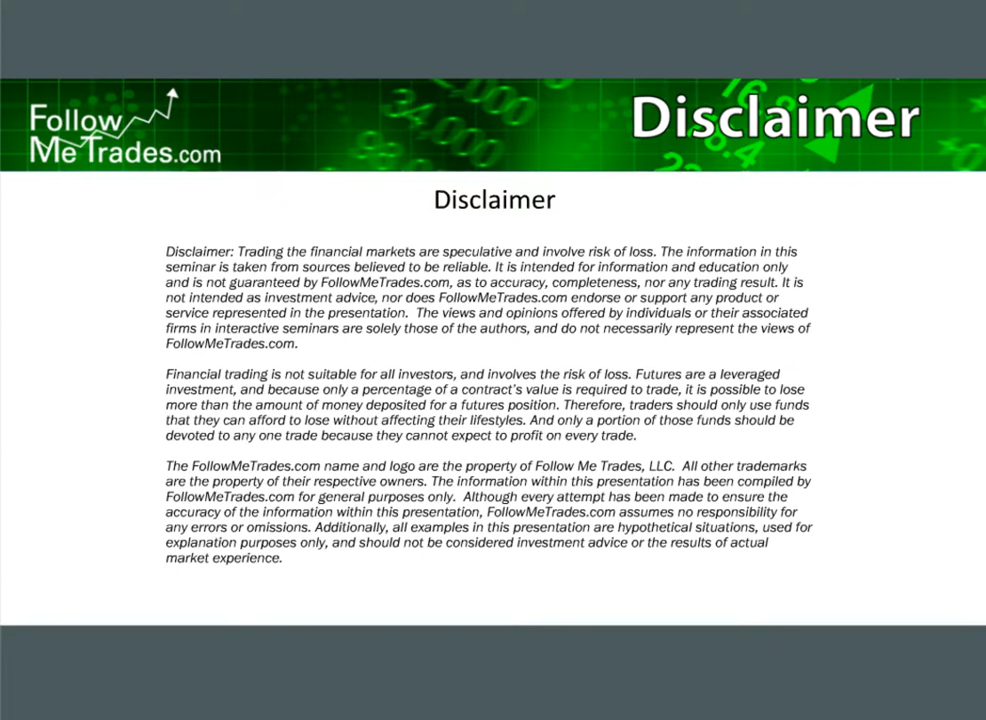 Follow
MeTrades.com
Disclaimer
Disclaimer
Disclaimer: Trading the financial markets are speculative and involve risk of loss. The information in this
seminar is taken from sources believed to be reliable. It is intended for information and education only
and is not guaranteed by FollowMeTrades.com, as to accuracy, completeness, nor any trading result. It is
not intended as investment advice, nor does FollowMeTrades.com endorse or support any product or
service represented in the presentation.  The views and opinions offered by individuals or their associated
firms in interactive seminars are solely those of the authors, and do not necessarily represent the views of
FollowMeTrades.com.
Financial trading is not suitable for all investors, and involves the risk of loss. Futures are a leveraged
investment, and because only a percentage of a contract's value is required to trade, it is possible to lose
more than the amount of money deposited for a futures position. Therefore, traders should only use funds
that they can afford to lose without affecting their lifestyles. And only a portion of those funds should be
devoted to any one trade because they cannot expect to profit on every trade.
The FollowMeTrades.com name and logo are the property of Follow Me Trades, LLC.  All other trademarks
are the property of their respective owners. The information within this presentation has been compiled by
FollowMeTrades.com for general purposes only.  Although every attempt has been made to ensure the
accuracy of the information within this presentation, FollowMeTrades.com assumes no responsibility for
any errors or omissions. Additionally, all examples in this presentation are hypothetical situations, used for
explanation purposes only, and should not be considered investment advice or the results of actual
market experience.